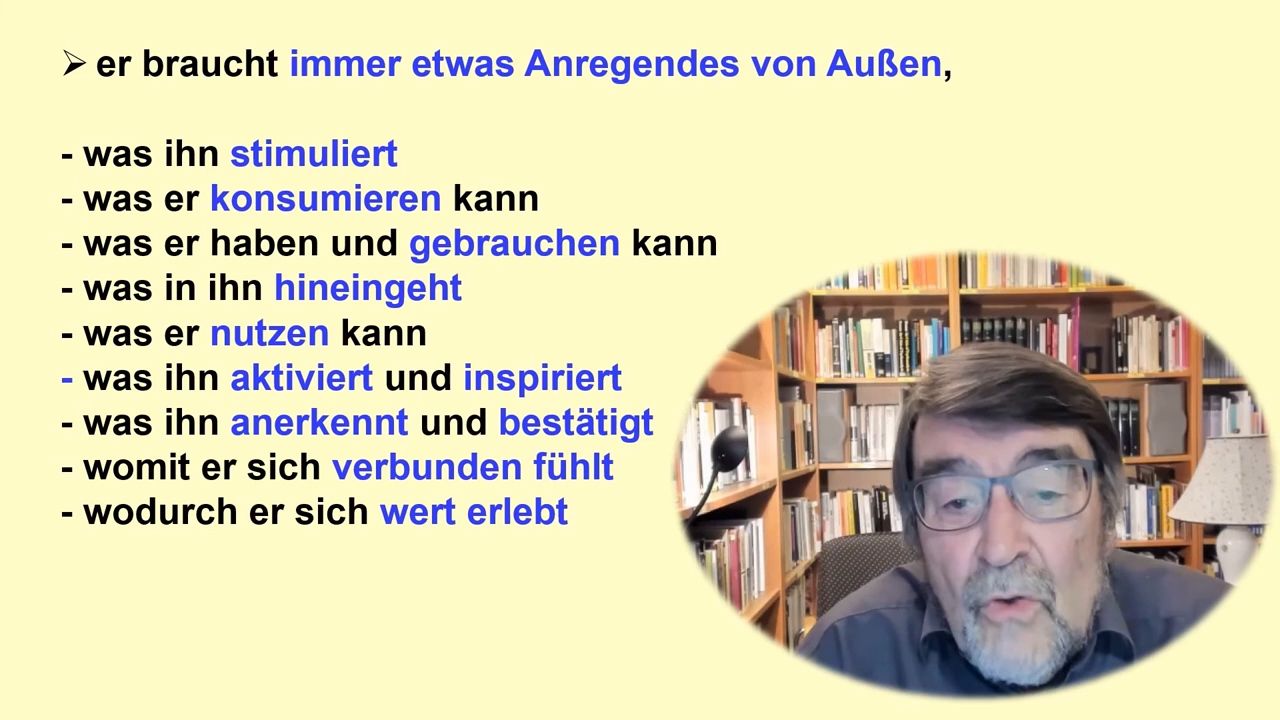 ➢ er braucht immer etwas Anregendes von Außen,
- was ihn stimuliert
- was er konsumieren kann
- was er haben und gebrauchen kann
- was in ihn hineingeht
- was er nutzen kann
- was ihn aktiviert und inspiriert
- was ihn anerkennt und bestätigt
- womit er sich verbunden fühlt
- wodurch er sich wert erlebt